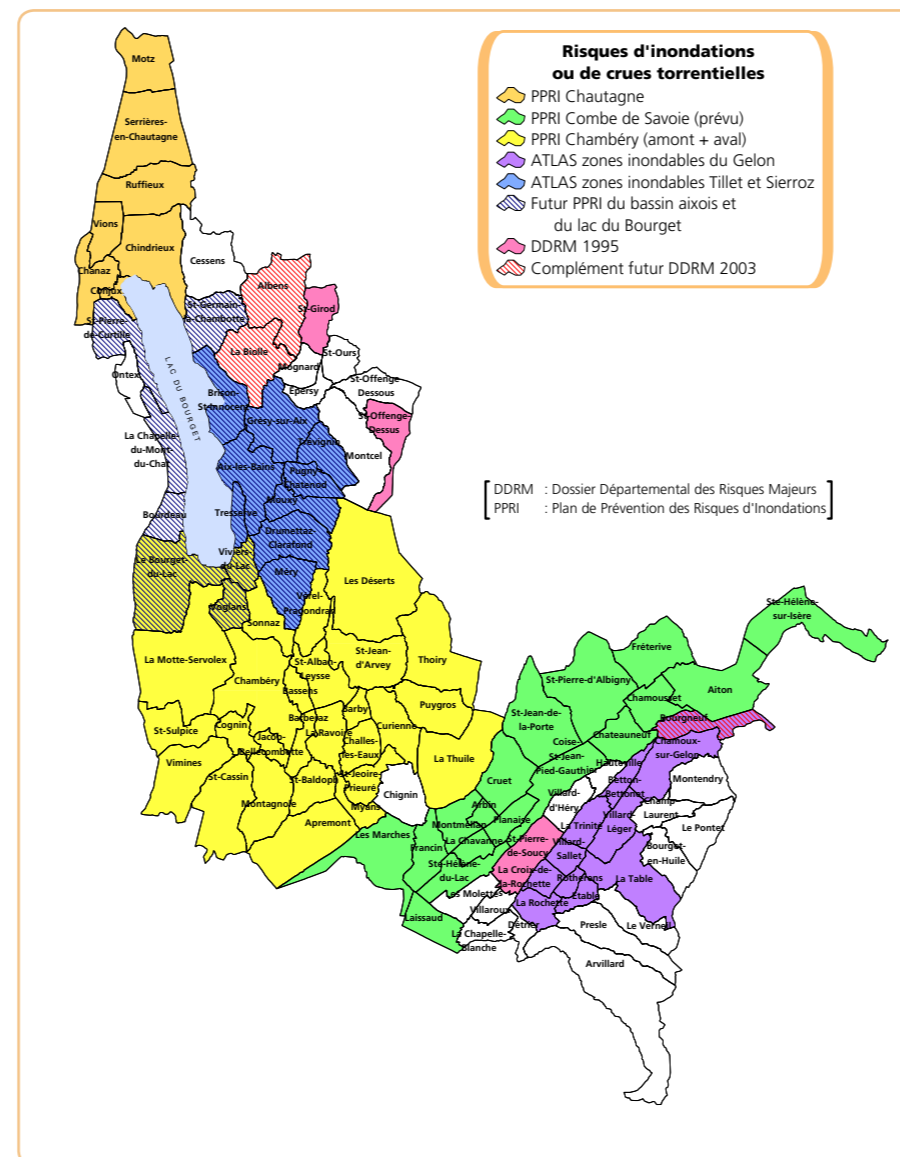 Risques d'inondations
ou de crues torrentielles
PPRI Chautagne
PPRI Combe de Savoie (prévu)
PPRI Chambéry (amont + aval)
ATLAS zones inondables du Gelon
ATLAS zones inondables Tillet et Sierroz
Futur PPRI du bassin aixois et
du lac du Bourget
DDRM 1995
Complément futur DDRM 2003
DDRM : Dossier Départemental des Risques Majeurs
PPRI : Plan de Prévention des Risques d'Inondations
Motz
Serrières-
en-Chautagne
Ruffieux
Vions
Chindrieux
Cessens
Chanaz
Conjux
Albens
St-Germain-
la-Chambotte
St-Girod
St-Pierre-
de-Curtille
La Biolle
St-Ours
Mognard
Ontex
LAC DU BOURGET
Epersy
St-Offenge
Dessous
Brison-
St-Innocent
St-Offenge-
Dessus
Grésy-sur-Aix
La Chapelle-
du-Mont-
du-Chat
Trévignin
Montcel
Aix-les-Bains
Pugny-
Chatenod
Mouxy
Bourdeau
Tresserve
Drumettaz-
Claratond
Viviers-
du-Lac
Le Bourget-
du-Lac
Méry
Les Déserts
Vérel-
Pragondran
Voglans
Sonnaz
Ste-Hélène-
sur-Isère
La Motte-Servolex
St-Jean-
d'Arvey
Thoiry
Fréterive
St-Alban-
Leysse
Chambéry
St-Pierre-d'Albigny
Bassens
Aiton
Chamousset
Puygros
Barby
St-Jean-de-
la-Porte
Barberaz
Bourgneuf
Curienne
St-Sulpice
Cognin
La Ravoire
Chateauneuf
Jacob-
Bellecombette
Challes-
les-Eaux
Coise-
St-Jean-
Pied-Gauthier
Chamoux-
sur-Gelon
Vimines
La Thuile
Hauteville
St-Cassin
St-Baldoph
St-Jeoire-
Prieuré
Cruet
Betton-
Bettonet
Montendry
Chignin
Villard-
d'Héry
Montagnole
Myans
Arbin
Champ-
Laurent
Apremont
Montmélian
Planaise
La Trinité
Villard-
Léger
Le Pontet
Les Marches
La Chavanne
St-Pierre-
de-Soucy
Villard-
Sallet
Bourget-
en-Huile
Francin
Ste-Hélène-
du-Lac
La Croix-de-
la-Rochette
Rotherens
La Table
Les Molettes
Etable
La Rochette
Villaroux
Laissaud
Détrier
Presle
Le Verneil
La Chapelle-
Blanche
Arvillard